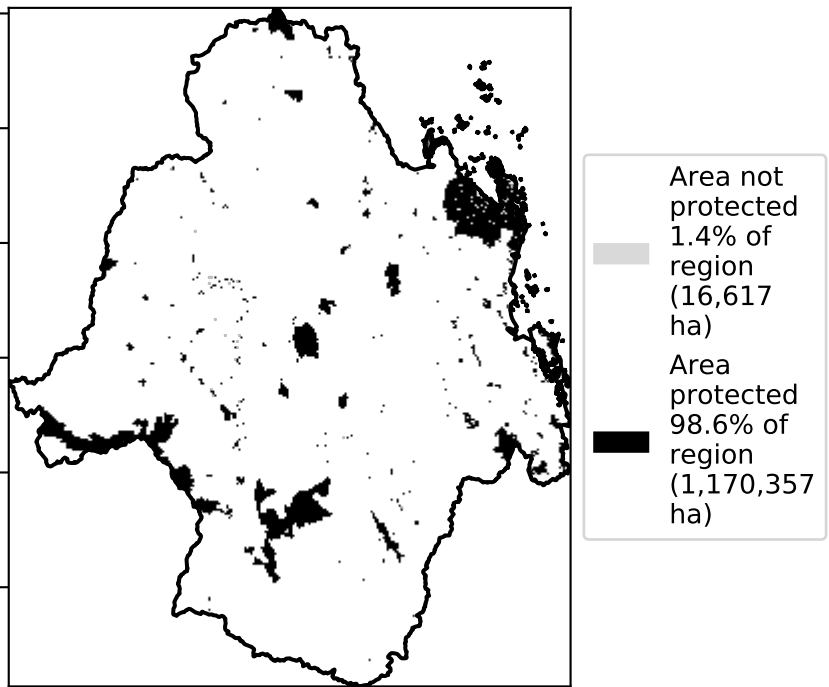 Area not
protected
1.4% of
region
(16,617
ha)
Area
protected
98.6% of
region
(1,170,357
ha)